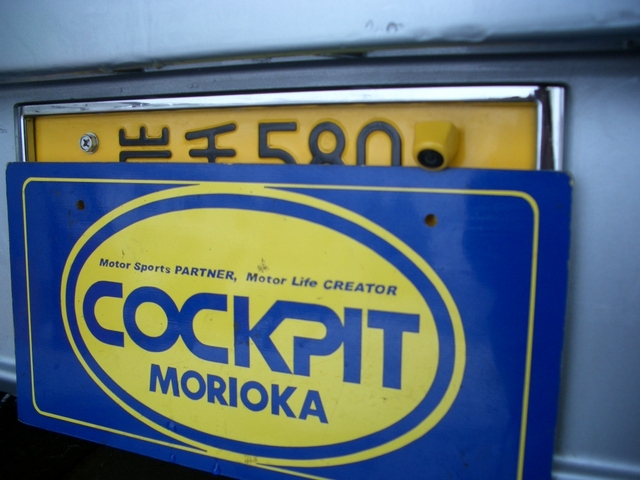 580
Motor Sports PARTNER, Motor Life CREATOR
COCKPIT
MORIOKA